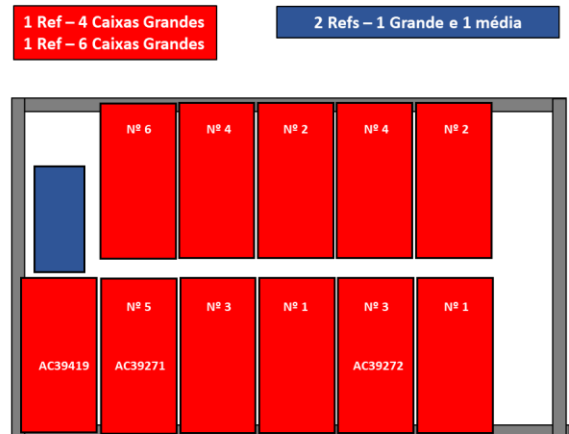 1 Ref – 4 Caixas Grandes
1 Ref – 6 Caixas Grandes
2 Refs – 1 Grande e 1 média
Nº 6
Nº 4
Nº 2
Nº 4
Nº 2
Nº 5
Nº 3
Nº 1
Nº 3
Nº 1
AC39419
AC39271
AC39272